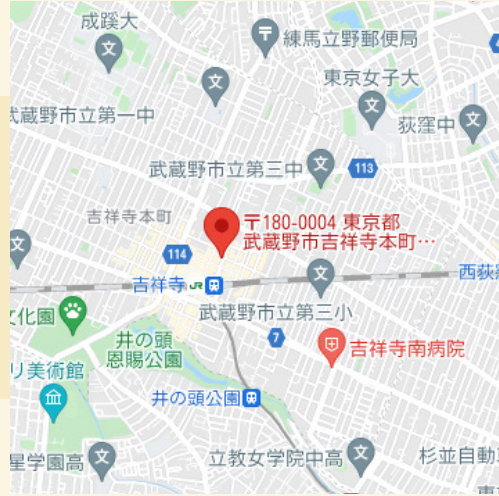 成蹊大
練馬立野郵便局
東京女子大
武蔵野市立第一中
荻窪中
武蔵野市立第三中
113
吉祥寺本町
〒180-0004 東京都
武蔵野市吉祥寺本町…
114
吉祥寺 JR
西荻
文化園
武蔵野市立第三小
井の頭
恩賜公園
7
吉祥寺南病院
リ美術館
井の頭公園
星学園高
立教女学院中高
杉並自動